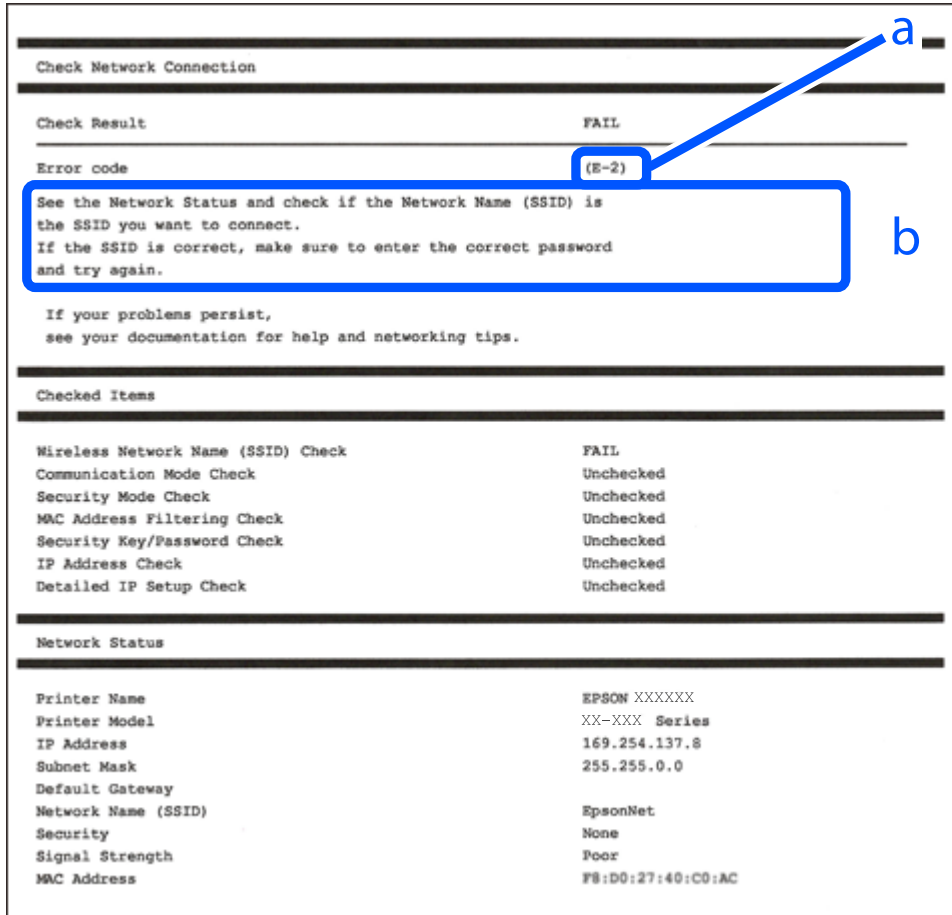 a
Check Network Connection
Check Result FAIL
Error code (E-2)
See the Network Status and check if the Network Name (SSID) is
the SSID you want to connect.
If the SSID is correct, make sure to enter the correct password
and try again.
b
If your problems persist,
see your documentation for help and networking tips.
Checked Items
Wireless Network Name (SSID) Check FAIL
Communication Mode Check Unchecked
Security Mode Check Unchecked
MAC Address Filtering Check Unchecked
Security Key/Password Check Unchecked
IP Address Check Unchecked
Detailed IP Setup Check Unchecked
Network Status
Printer Name EPSON XXXXXX
Printer Model XX-XXX Series
IP Address 169.254.137.8
Subnet Mask 255.255.0.0
Default Gateway
Network Name (SSID) EpsonNet
Security None
Signal Strength Poor
MAC Address F8:D0:27:40:C0:AC